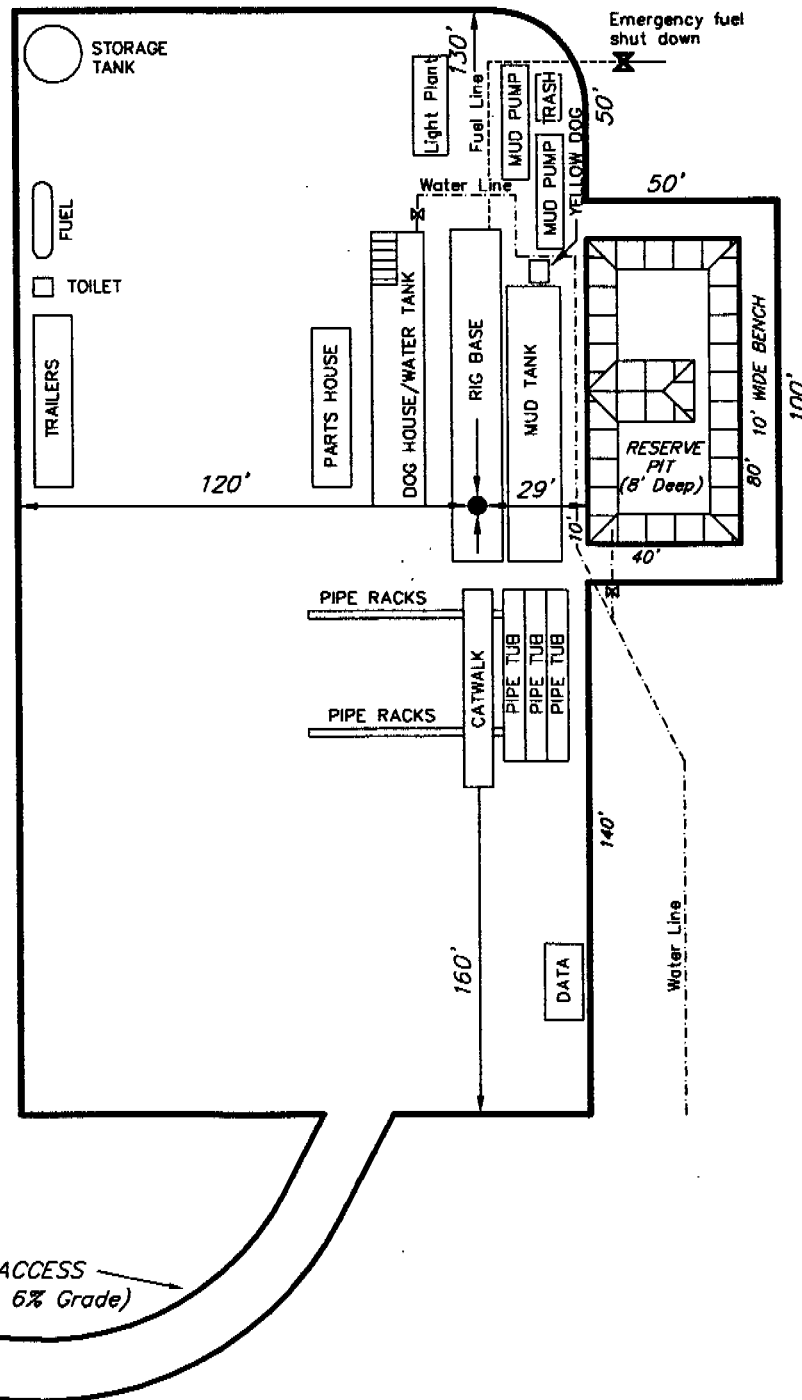 Emergency fuel
shut down
STORAGE
TANK
130'
Light Plant
Fuel Line
MUD PUMP
TRASH
50'
MUD PUMP
YELLOW DOG
Water Line
50'
FUEL
TOILET
TRAILERS
PARTS HOUSE
DOG HOUSE/WATER TANK
RIG BASE
MUD TANK
RESERVE
PIT
(8' Deep)
80'
10' WIDE BENCH
100'
120'
29'
10'
40'
PIPE RACKS
CATWALK
PIPE TUB
PIPE TUB
PIPE TUB
PIPE RACKS
140'
160'
DATA
Water Line
ACCESS
6% Grade)